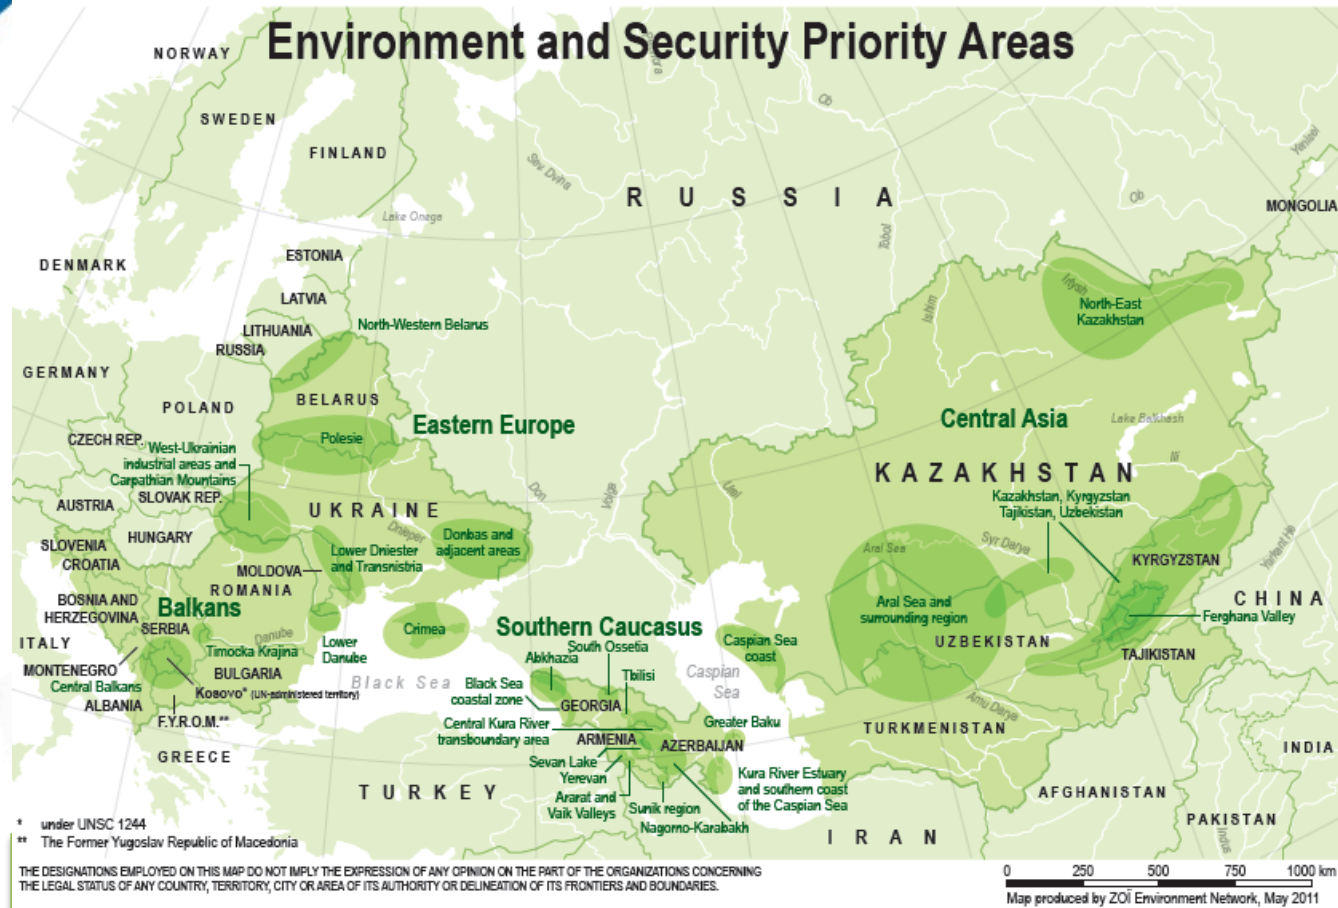 Environment and Security Priority Areas
NORWAY
SWEDEN
FINLAND
Pechora
Ob
Sev. Dvina
Yenisei
RUSSIA
Ob
MONGOLIA
Lake Onega
Tobol
ESTONIA
DENMARK
LATVIA
Irtysh
North-East
Kazakhstan
Ishim
LITHUANIA
North-Western Belarus
RUSSIA
GERMANY
BELARUS
POLAND
Eastern Europe
Central Asia
Lake Balkhash
CZECH REP.
Polesie
West-Ukrainian
industrial areas and
Carpathian Mountains
KAZAKHSTAN
Ili
SLOVAK REP.
Don
Volga
Ural
Kazakhstan, Kyrgyzstan
Tajikistan, Uzbekistan
AUSTRIA
UKRAINE
Dnieper
HUNGARY
Donbas and
adjacent areas
Aral Sea
Syr Darya
Yarkant He
SLOVENIA
CROATIA
Lower Dniester
and Transnistria
KYRGYZSTAN
MOLDOVA
ROMANIA
BOSNIA AND
HERZEGOVINA
Balkans
Aral Sea and
surrounding region
CHINA
Ferghana Valley
SERBIA
Crimea
Southern Caucasus
ITALY
Danube
Lower
Danube
Timocka Krajina
Caspian Sea
coast
UZBEKISTAN
TAJIKISTAN
South Ossetia
Abkhazia
MONTENEGRO
BULGARIA
Tbilisi
Caspian
Sea
Central Balkans
Kosovo* (UN-administered territory)
Black Sea
Black Sea
coastal zone
ALBANIA
GEORGIA
Amu Darya
F.Y.R.O.M.**
Central Kura River
transboundary area
Greater Baku
TURKMENISTAN
ARMENIA
AZERBAIJAN
GREECE
INDIA
Sevan Lake
Yerevan
Kura River Estuary
and southern coast
of the Caspian Sea
TURKEY
Ararat and
Vaik Valleys
Sunik region
Nagorno-Karabakh
AFGHANISTAN
PAKISTAN
Indus
IRAN
* under UNSC 1244
** The Former Yugoslav Republic of Macedonia
THE DESIGNATIONS EMPLOYED ON THIS MAP DO NOT IMPLY THE EXPRESSION OF ANY OPINION ON THE PART OF THE ORGANIZATIONS CONCERNING
THE LEGAL STATUS OF ANY COUNTRY, TERRITORY, CITY OR AREA OF ITS AUTHORITY OR DELINEATION OF ITS FRONTIERS AND BOUNDARIES.
0 250 500 750 1000 km
Map produced by ZOÏ Environment Network, May 2011